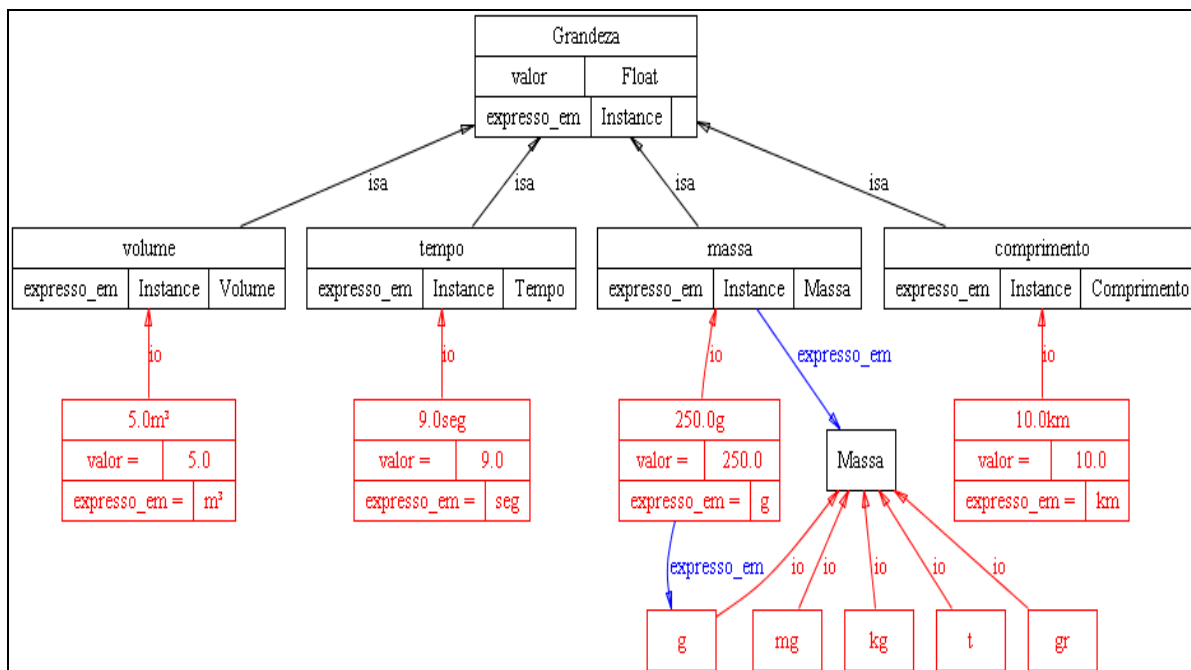 Grandeza
valor Float
expresso_em Instance
isa isa isa isa
volume tempo massa comprimento
expresso_em Instance Volume expresso_em Instance Tempo expresso_em Instance Massa expresso_em Instance Comprimento
io io io expresso_em io
5.0m³ 9.0seg 250.0g 10.0km
valor = 5.0 valor = 9.0 valor = 250.0 Massa valor = 10.0
expresso_em = m³ expresso_em = seg expresso_em = g expresso_em = km
expresso_em io io io io io
g mg kg t gr